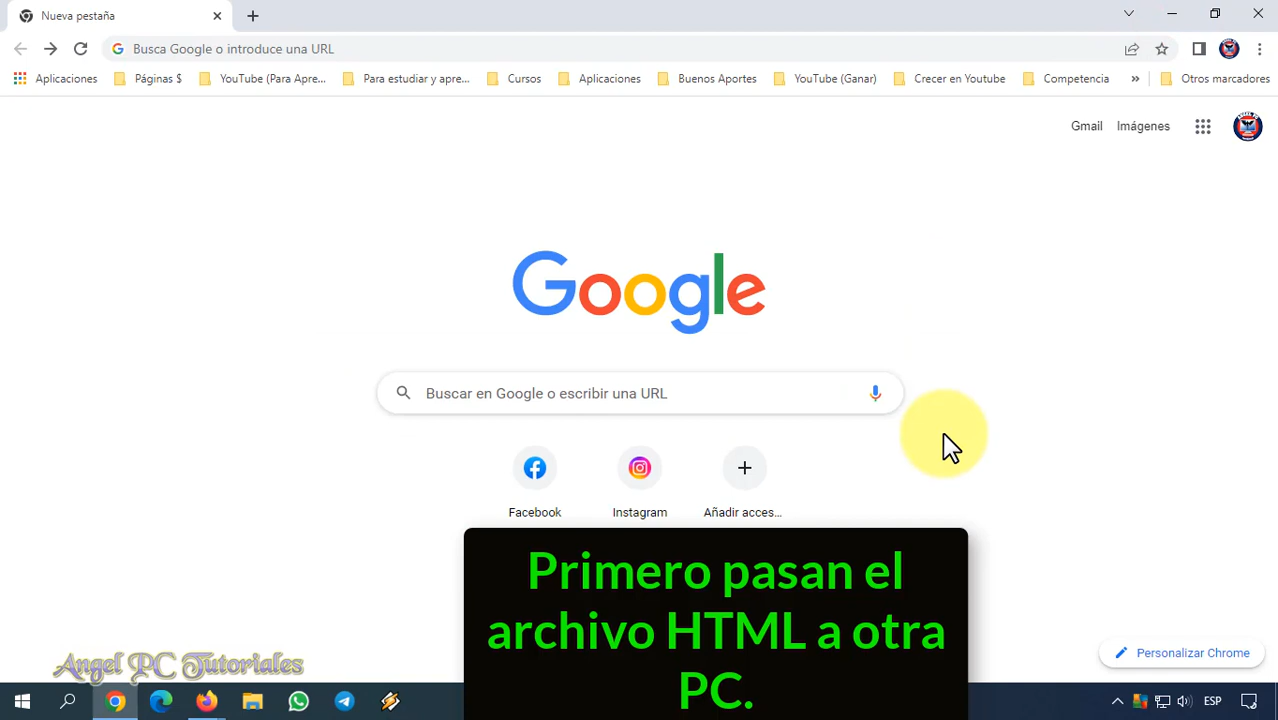 Nueva pestaña
Busca Google o introduce una URL
Aplicaciones Páginas $ YouTube (Para Apre... Para estudiar y apre... Cursos Aplicaciones Buenos Aportes YouTube (Ganar) Crecer en Youtube Competencia » Otros marcadores
Gmail Imágenes
Google
Buscar en Google o escribir una URL
Facebook Instagram Añadir acces...
Primero pasan el
archivo HTML a otra
PC.
Personalizar Chrome
Angel PC Tutoriales
ESP